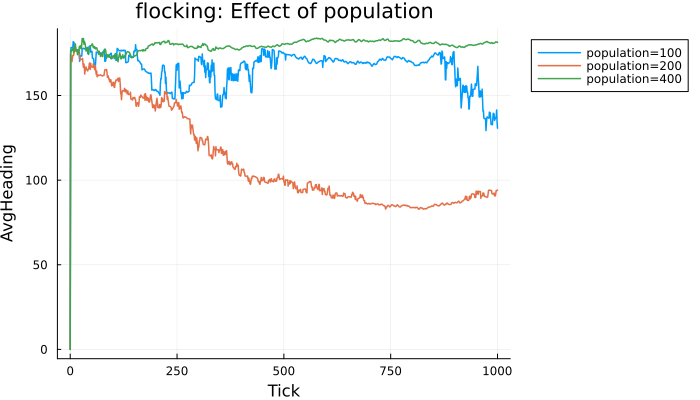 flocking: Effect of population
AvgHeading
150
100
50
0
0 250 500 750 1000
Tick
population=100
population=200
population=400